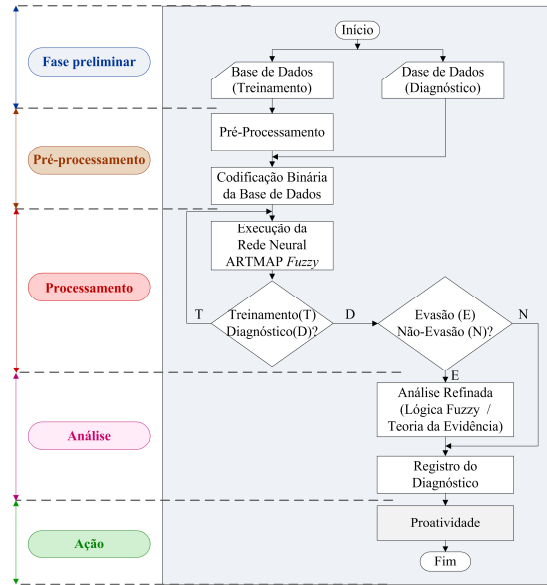 Início
Fase preliminar
Base de Dados
(Treinamento)
Dase de Dados
(Diagnóstico)
Pré-Processamento
Pré-processamento
Codificação Binária
da Base de Dados
Execução da
Rede Neural
ARTMAP Fuzzy
Processamento
T
Treinamento(T)
Diagnóstico(D)?
D
Evasão (E)
Não-Evasão (N)?
N
E
Análise Refinada
(Lógica Fuzzy /
Teoria da Evidência)
Análise
Registro do
Diagnóstico
Proatividade
Ação
Fim